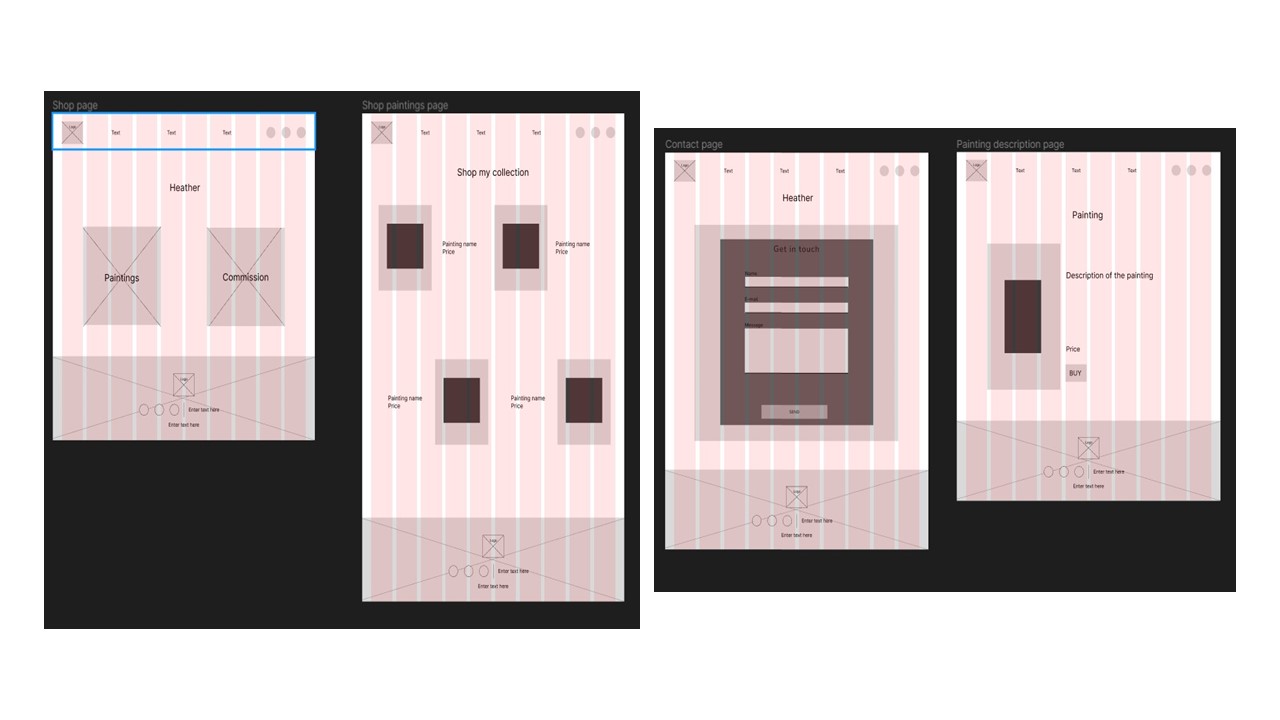 Shop page
Logo
Text
Text
Text
Heather
Paintings
Commission
Logo
Enter text here
Enter text here
Shop paintings page
Logo
Text
Text
Text
Shop my collection
Painting name
Price
Painting name
Price
Painting name
Price
Painting name
Price
Logo
Enter text here
Enter text here
Contact page
Logo
Text
Text
Text
Heather
Get in touch
Name
E-mail
Message
SEND
Logo
Enter text here
Enter text here
Painting description page
Logo
Text
Text
Text
Painting
Description of the painting
Price
BUY
Logo
Enter text here
Enter text here